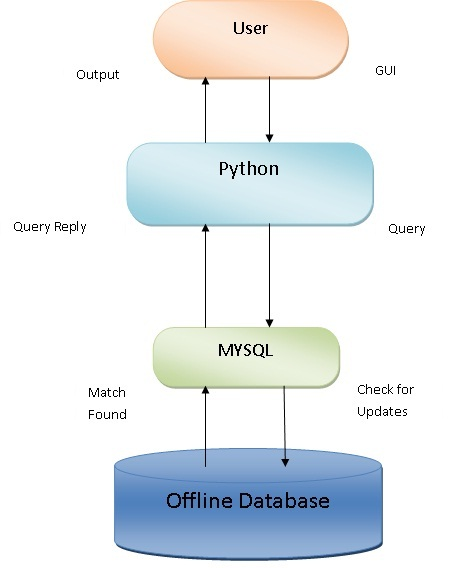 User
Output
GUI
Python
Query Reply
Query
MYSQL
Match
Found
Check for
Updates
Offline Database